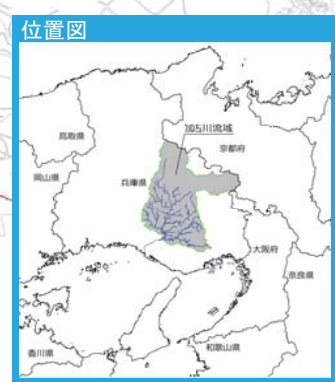 位置図
加古川流域
鳥取県
京都府
岡山県
兵庫県
大阪府
奈良県
香川県
和歌山県